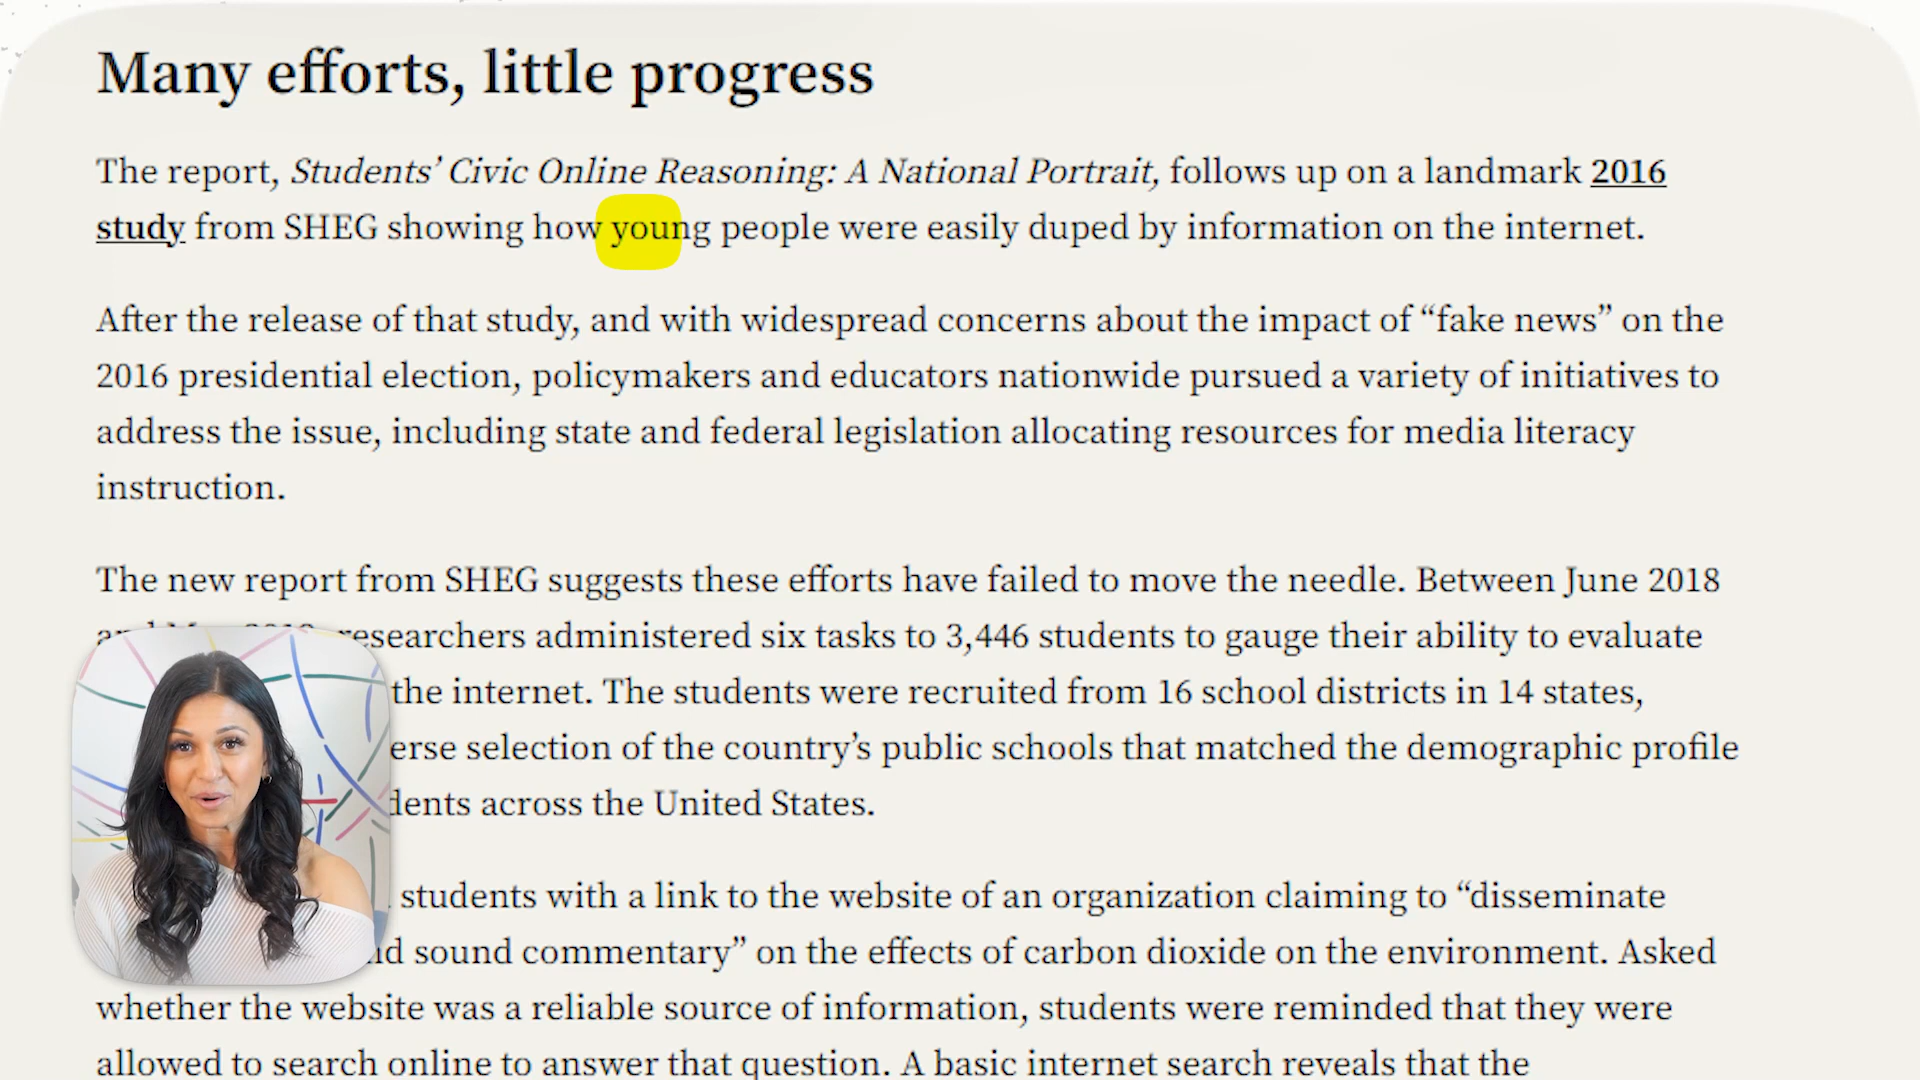 Many efforts, little progress
The report, Students’ Civic Online Reasoning: A National Portrait, follows up on a landmark 2016
study from SHEG showing how young people were easily duped by information on the internet.
After the release of that study, and with widespread concerns about the impact of “fake news” on the
2016 presidential election, policymakers and educators nationwide pursued a variety of initiatives to
address the issue, including state and federal legislation allocating resources for media literacy
instruction.
The new report from SHEG suggests these efforts have failed to move the needle. Between June 2018
researchers administered six tasks to 3,446 students to gauge their ability to evaluate
the internet. The students were recruited from 16 school districts in 14 states,
erse selection of the country’s public schools that matched the demographic profile
dents across the United States.
students with a link to the website of an organization claiming to “disseminate
nd sound commentary” on the effects of carbon dioxide on the environment. Asked
whether the website was a reliable source of information, students were reminded that they were
allowed to search online to answer that question. A basic internet search reveals that the